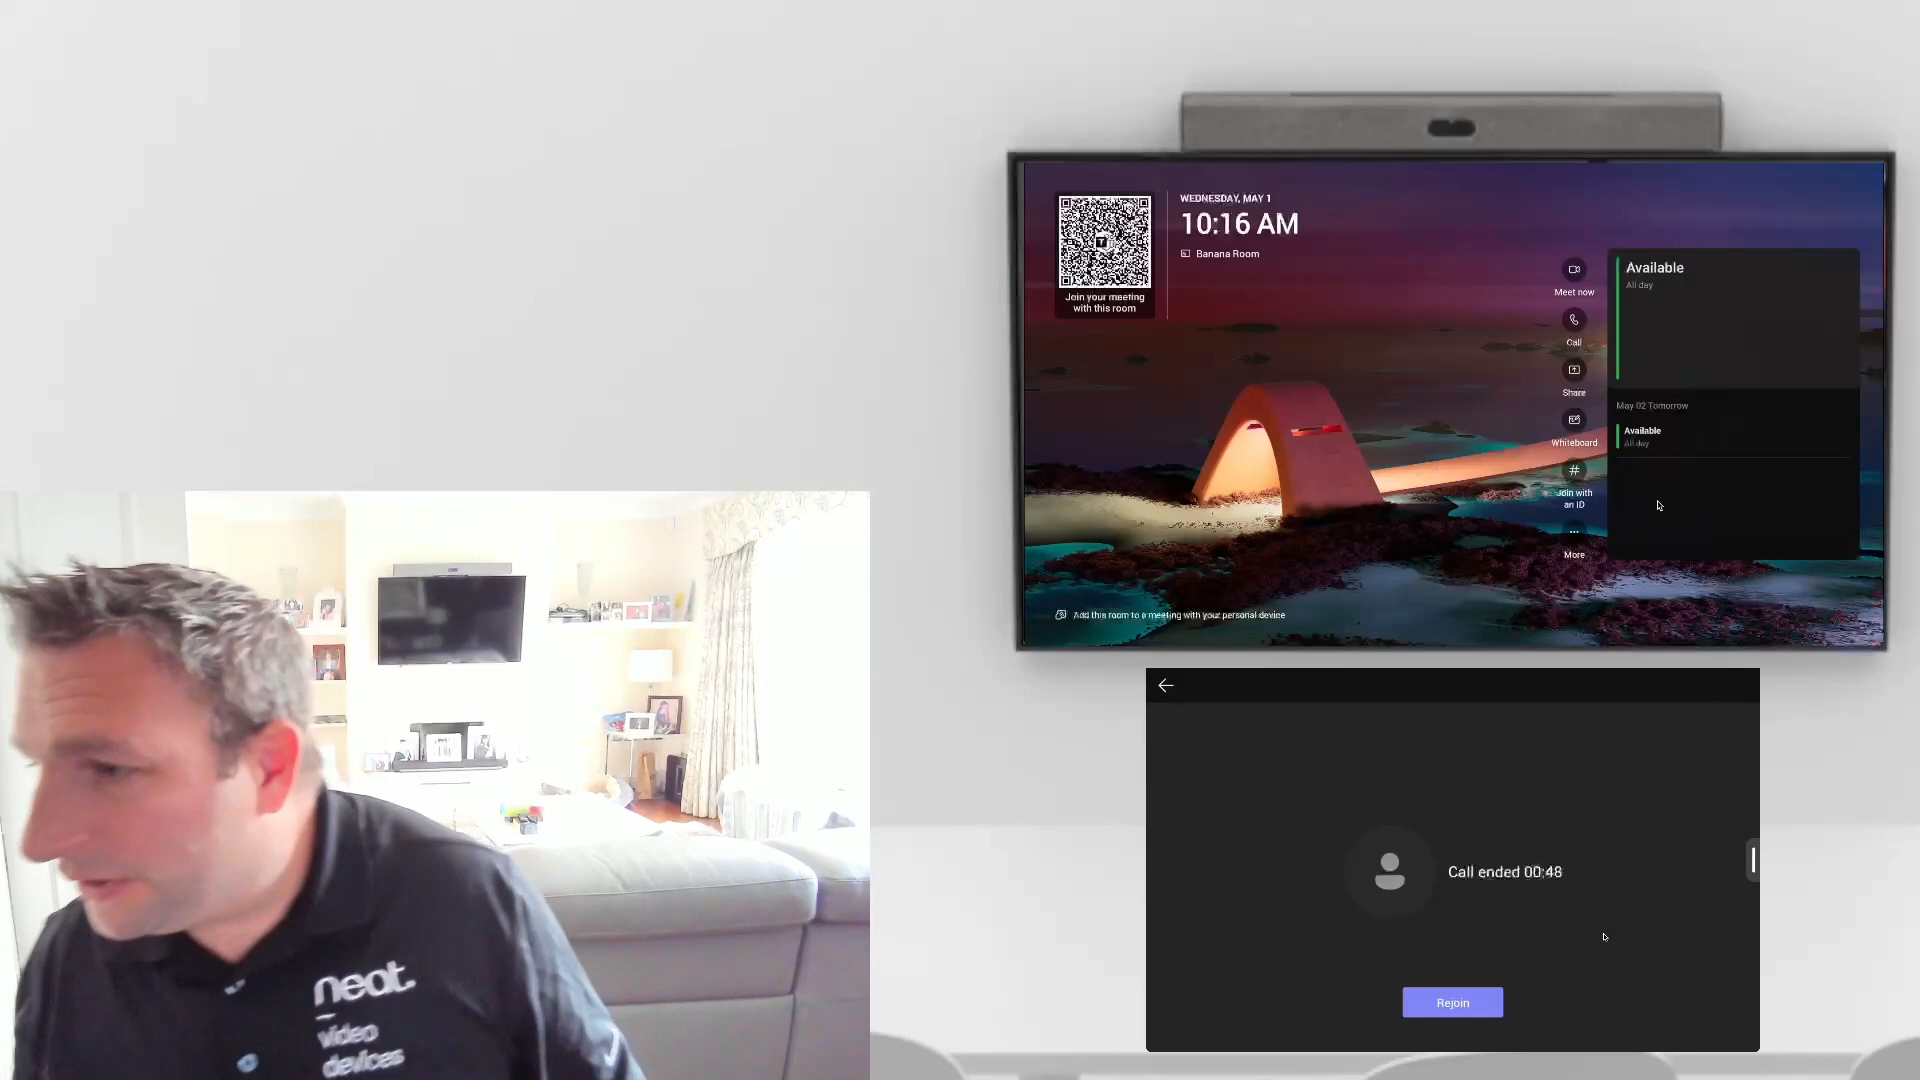 WEDNESDAY, MAY 1
10:16 AM
Banana Room
Join your meeting
with this room
Meet now
Call
Share
Whiteboard
Join with
an ID
More
Available
All day
May 02 Tomorrow
Available
All day
Add this room to a meeting with your personal device
Call ended 00:48
Rejoin
neat.
video
devices